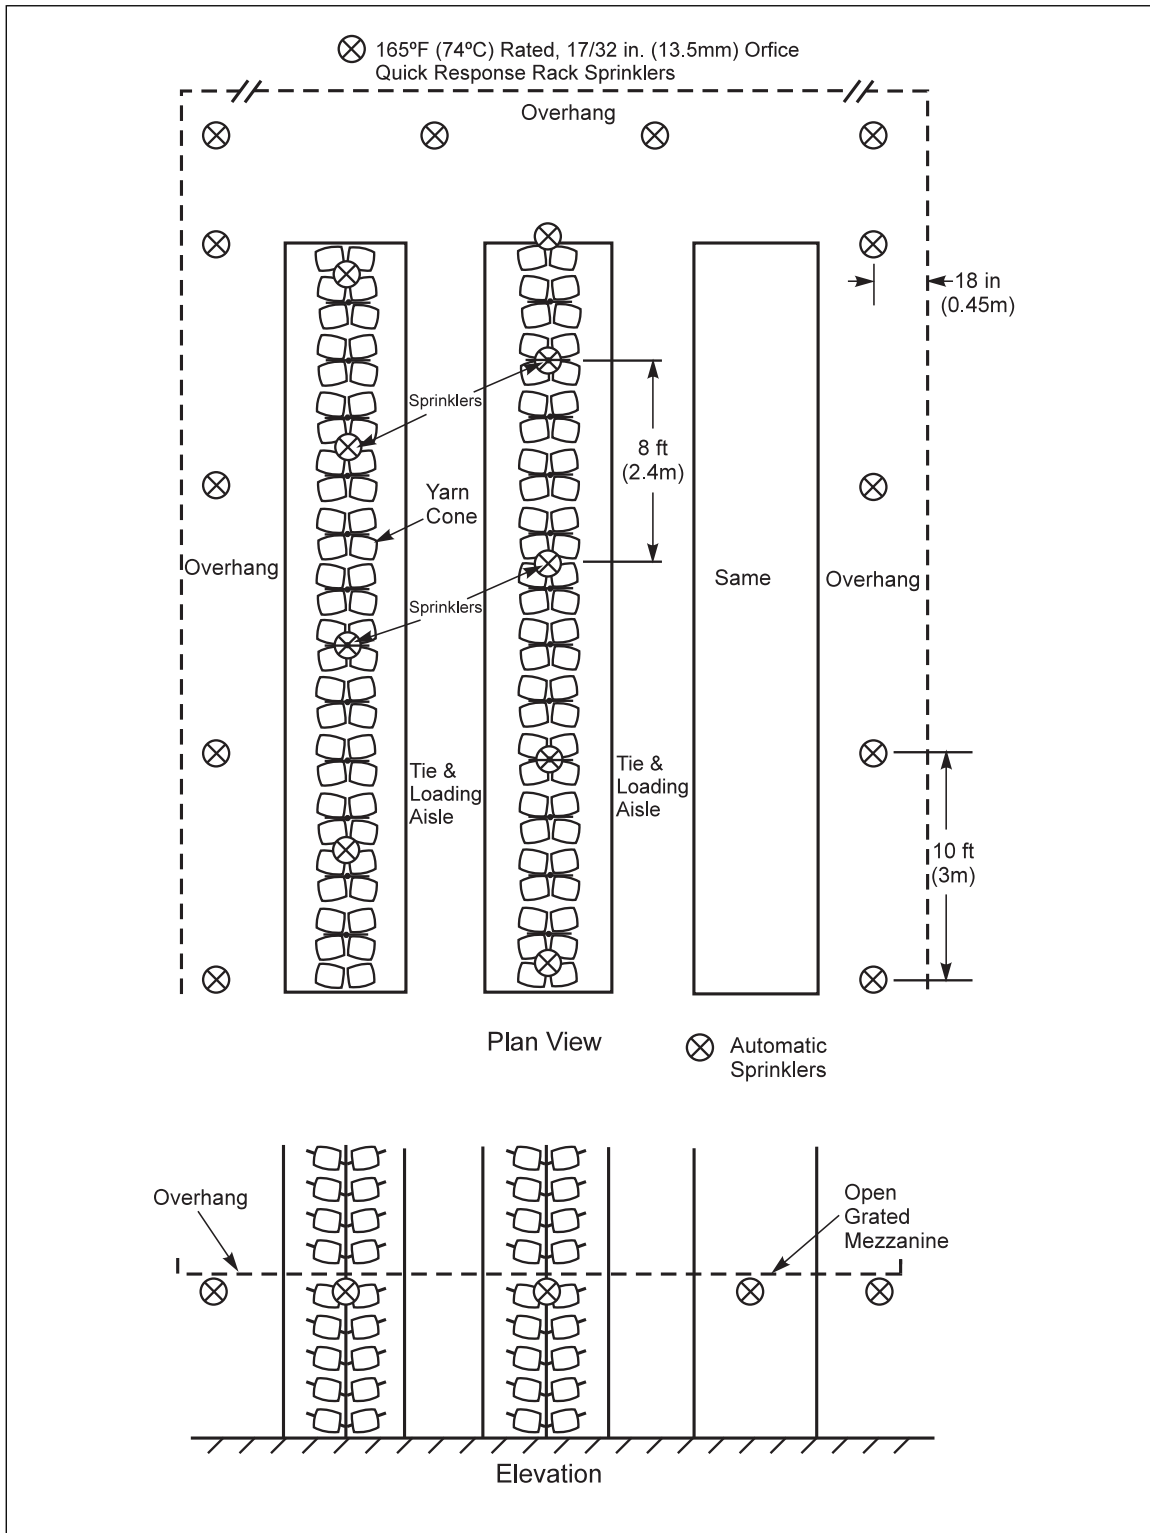 165ºF (74ºC) Rated, 17/32 in. (13.5mm) Orfice
Quick Response Rack Sprinklers
Overhang
18 in
(0.45m)
Sprinklers
8 ft
(2.4m)
Yarn
Cone
Overhang
Sprinklers
Same
Overhang
Tie &
Loading
Aisle
Tie &
Loading
Aisle
10 ft
(3m)
Plan View
Automatic
Sprinklers
Overhang
Open
Grated
Mezzanine
Elevation